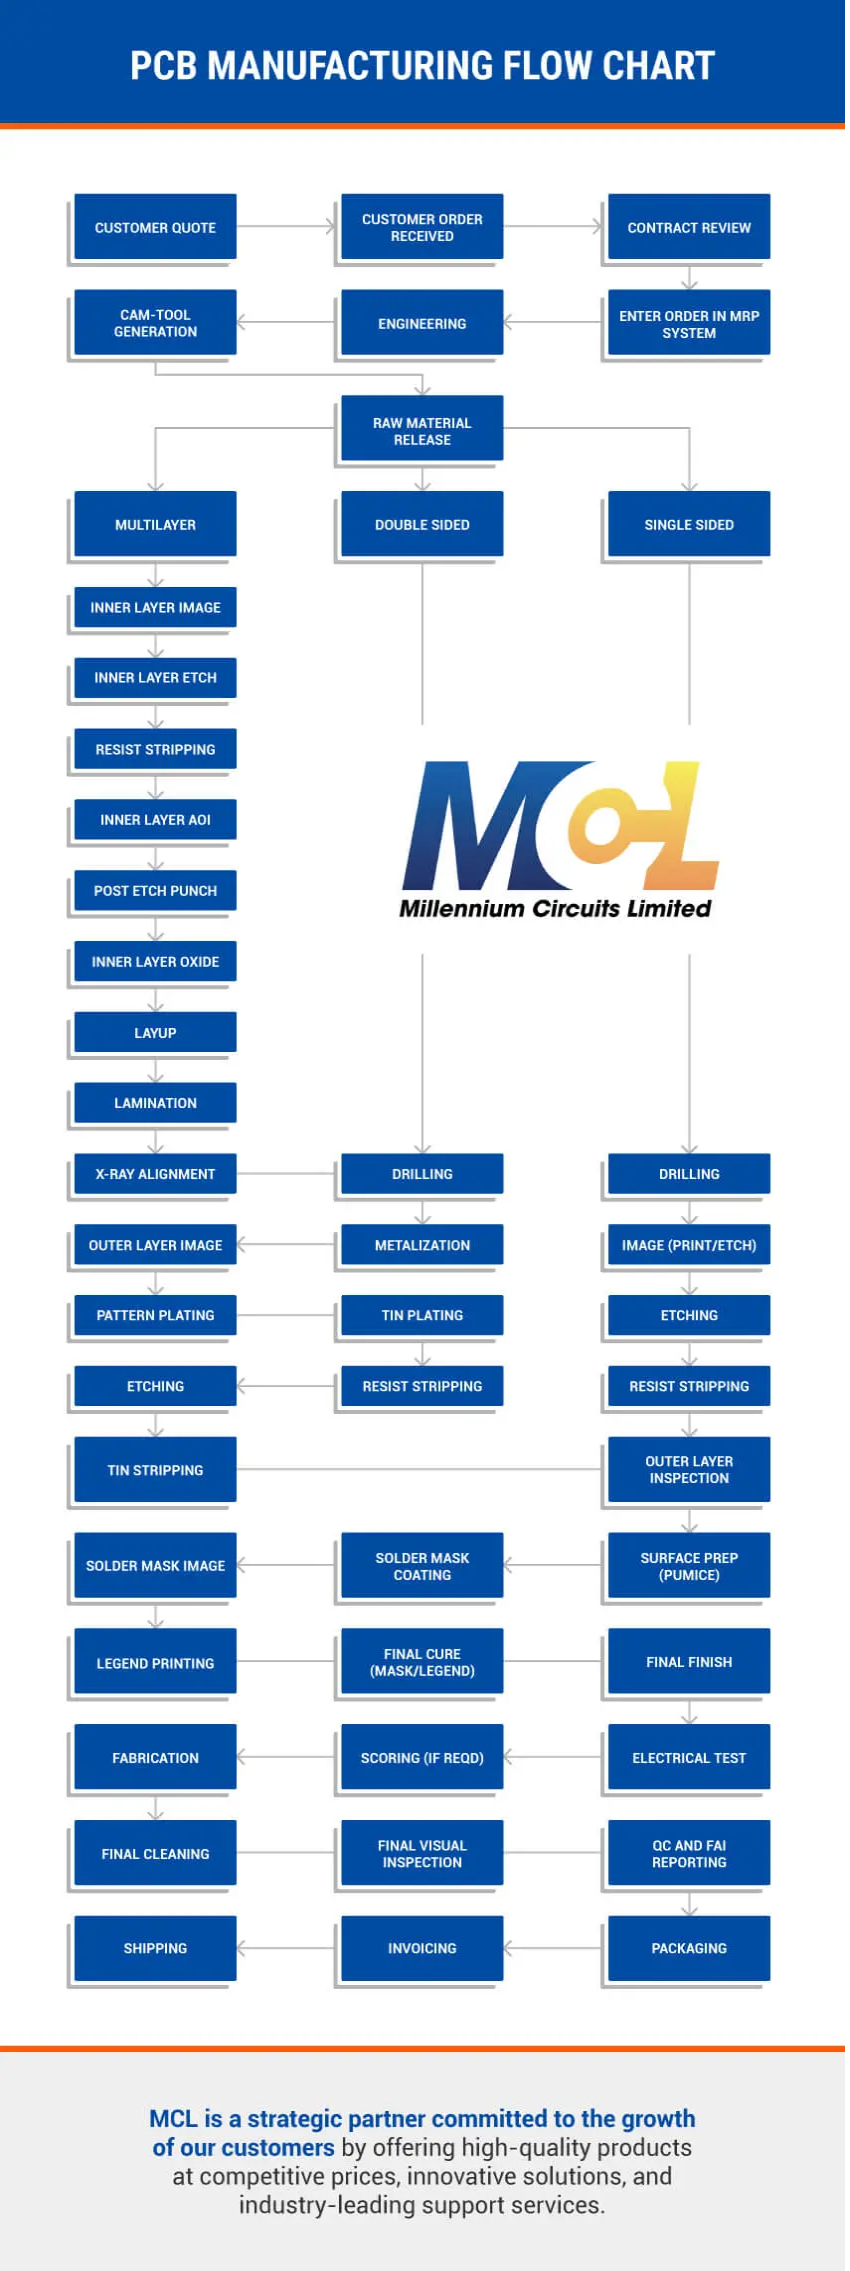 PCB MANUFACTURING FLOW CHART
CUSTOMER QUOTE
CUSTOMER ORDER
RECEIVED
CONTRACT REVIEW
CAM-TOOL
GENERATION
ENGINEERING
ENTER ORDER IN MRP
SYSTEM
RAW MATERIAL
RELEASE
MULTILAYER
DOUBLE SIDED
SINGLE SIDED
INNER LAYER IMAGE
INNER LAYER ETCH
RESIST STRIPPING
INNER LAYER AOI
POST ETCH PUNCH
INNER LAYER OXIDE
LAYUP
LAMINATION
MCL
Millennium Circuits Limited
X-RAY ALIGNMENT
DRILLING
DRILLING
OUTER LAYER IMAGE
METALIZATION
IMAGE (PRINT/ETCH)
PATTERN PLATING
TIN PLATING
ETCHING
ETCHING
RESIST STRIPPING
RESIST STRIPPING
TIN STRIPPING
OUTER LAYER
INSPECTION
SOLDER MASK IMAGE
SOLDER MASK
COATING
SURFACE PREP
(PUMICE)
LEGEND PRINTING
FINAL CURE
(MASK/LEGEND)
FINAL FINISH
FABRICATION
SCORING (IF REQD)
ELECTRICAL TEST
FINAL CLEANING
FINAL VISUAL
INSPECTION
QC AND FAI
REPORTING
SHIPPING
INVOICING
PACKAGING
MCL is a strategic partner committed to the growth
of our customers by offering high-quality products
at competitive prices, innovative solutions, and
industry-leading support services.